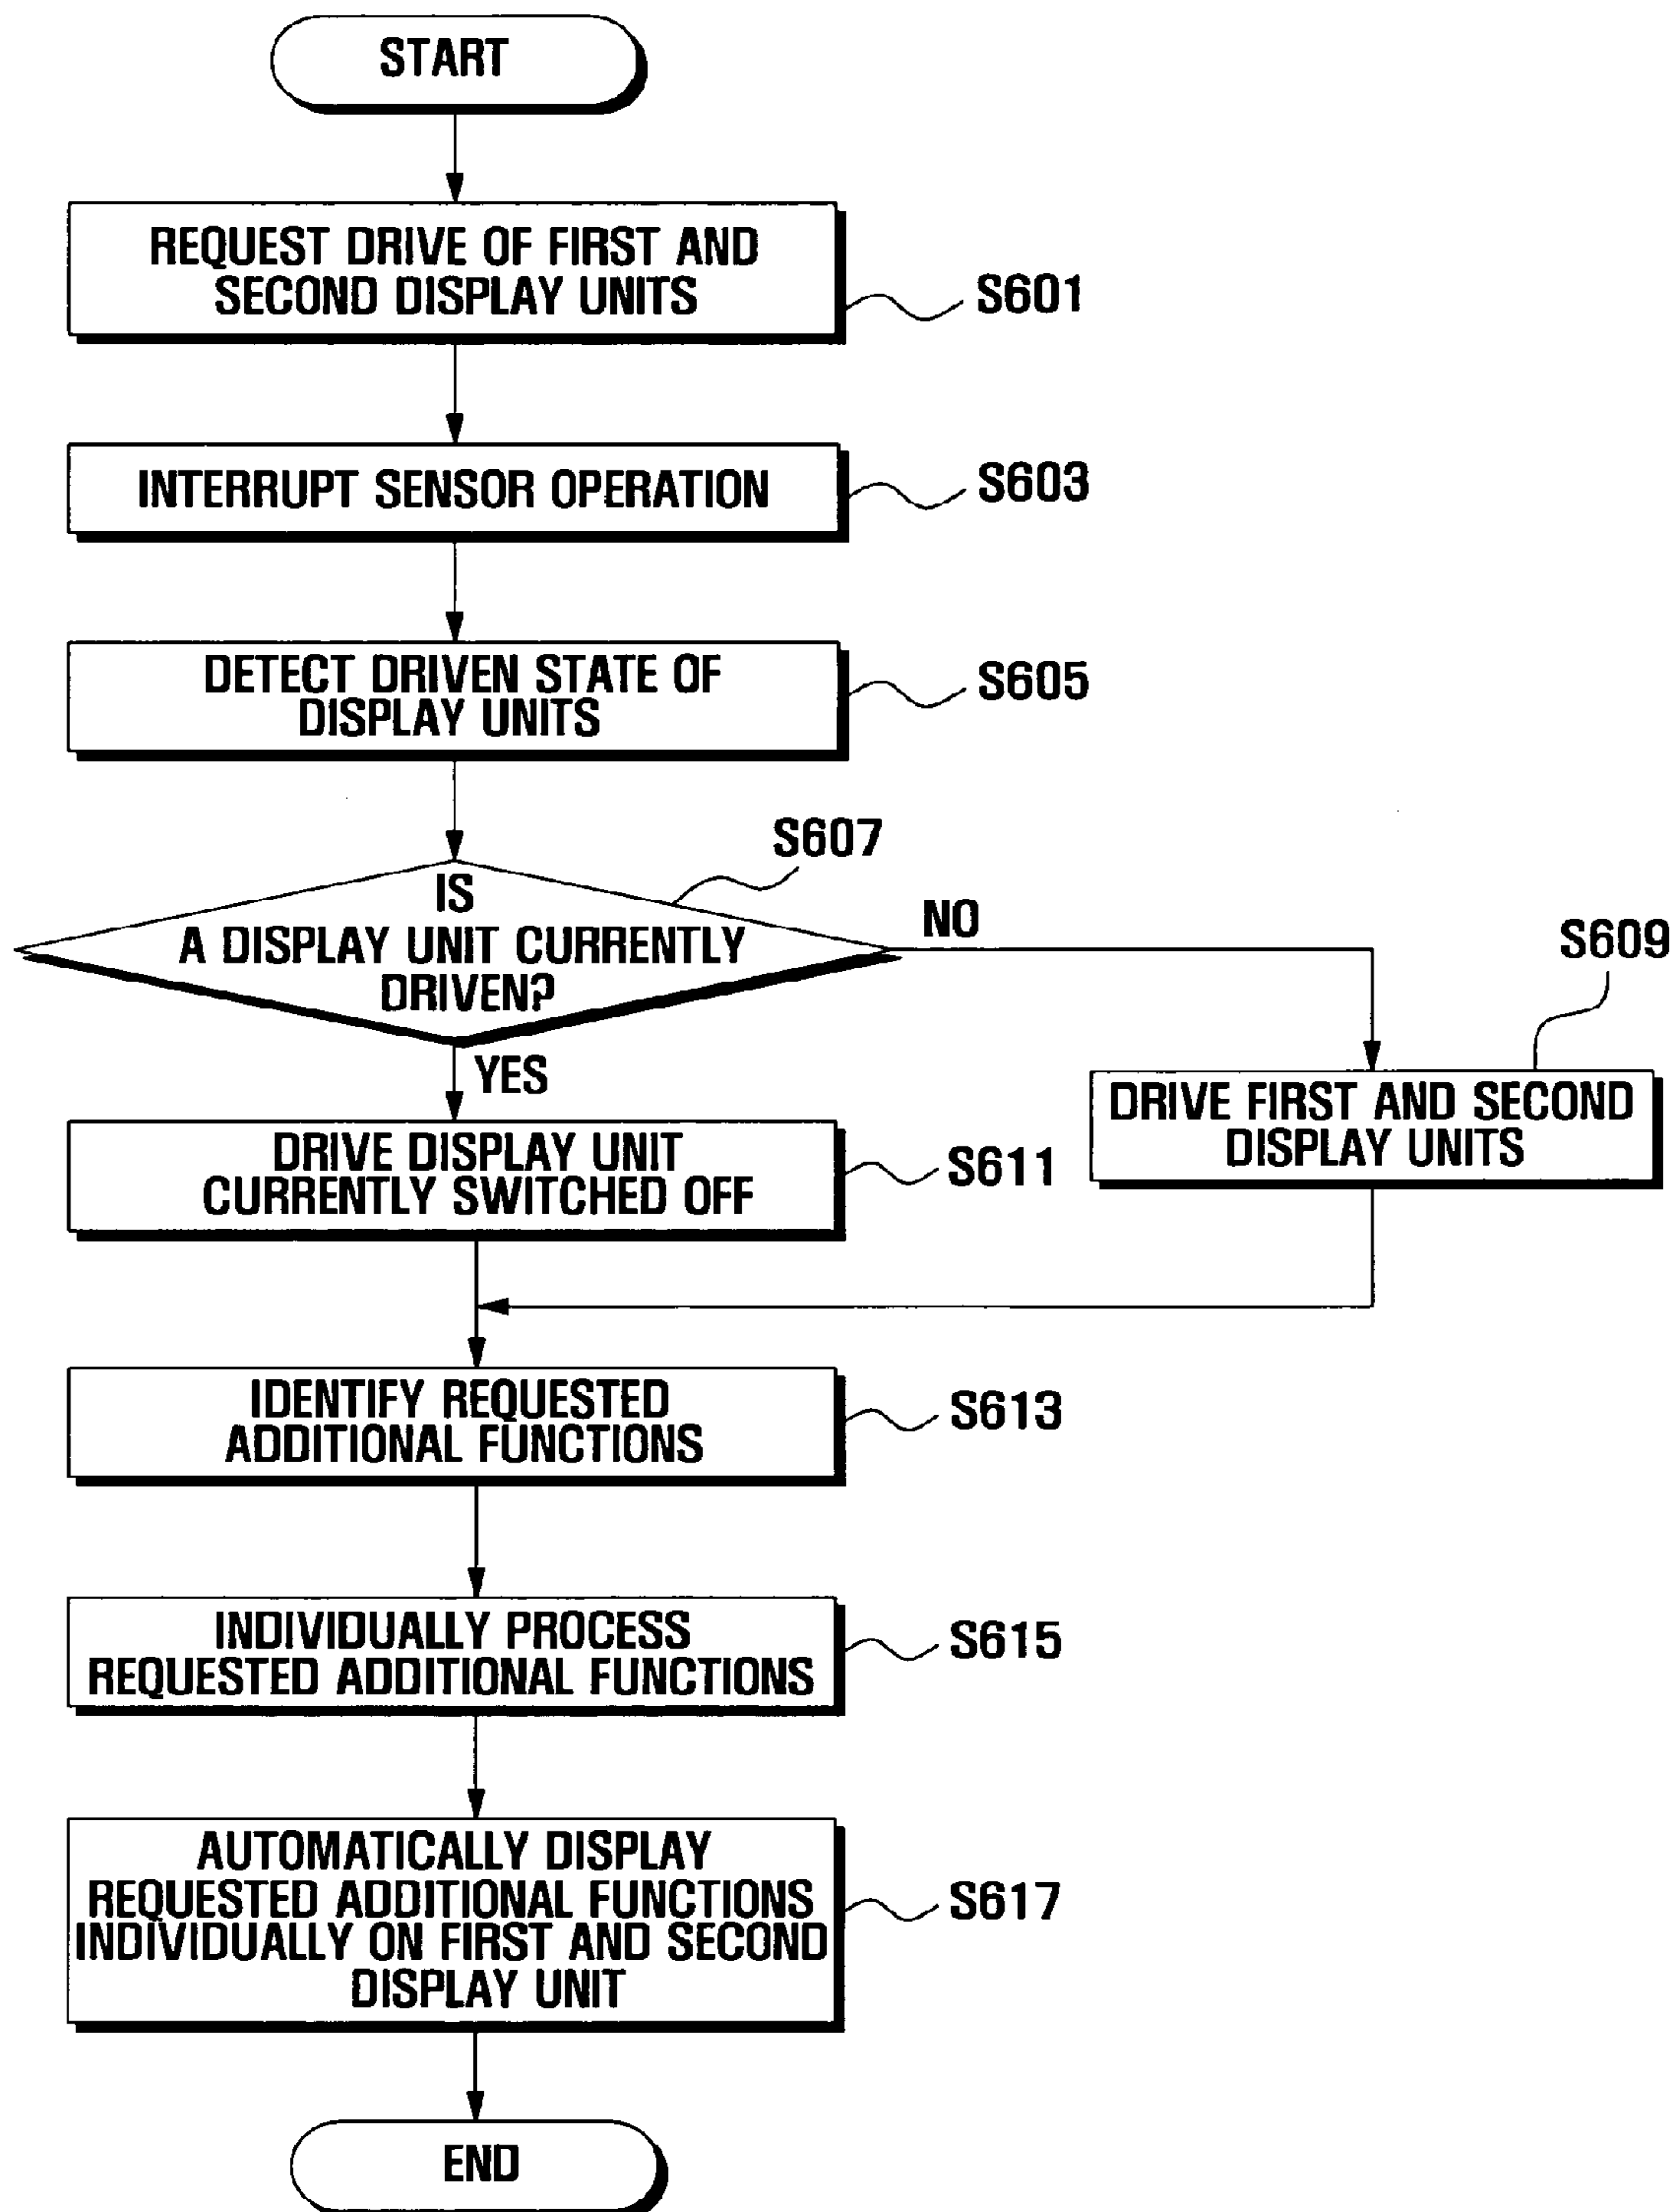 START
REQUEST DRIVE OF FIRST AND
SECOND DISPLAY UNITS
S601
INTERRUPT SENSOR OPERATION
S603
DETECT DRIVEN STATE OF
DISPLAY UNITS
S605
S607
IS
A DISPLAY UNIT CURRENTLY
DRIVEN?
NO
YES
S609
DRIVE FIRST AND SECOND
DISPLAY UNITS
DRIVE DISPLAY UNIT
CURRENTLY SWITCHED OFF
S611
IDENTIFY REQUESTED
ADDITIONAL FUNCTIONS
S613
INDIVIDUALLY PROCESS
REQUESTED ADDITIONAL FUNCTIONS
S615
AUTOMATICALLY DISPLAY
REQUESTED ADDITIONAL FUNCTIONS
INDIVIDUALLY ON FIRST AND SECOND
DISPLAY UNIT
S617
END